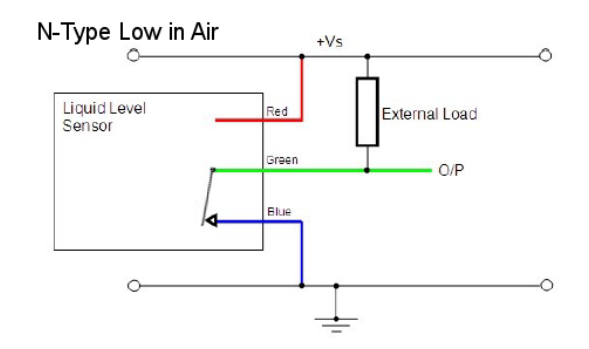 N-Type Low in Air
+Vs
Liquid Level
Sensor
Red
External Load
Green
O/P
Blue